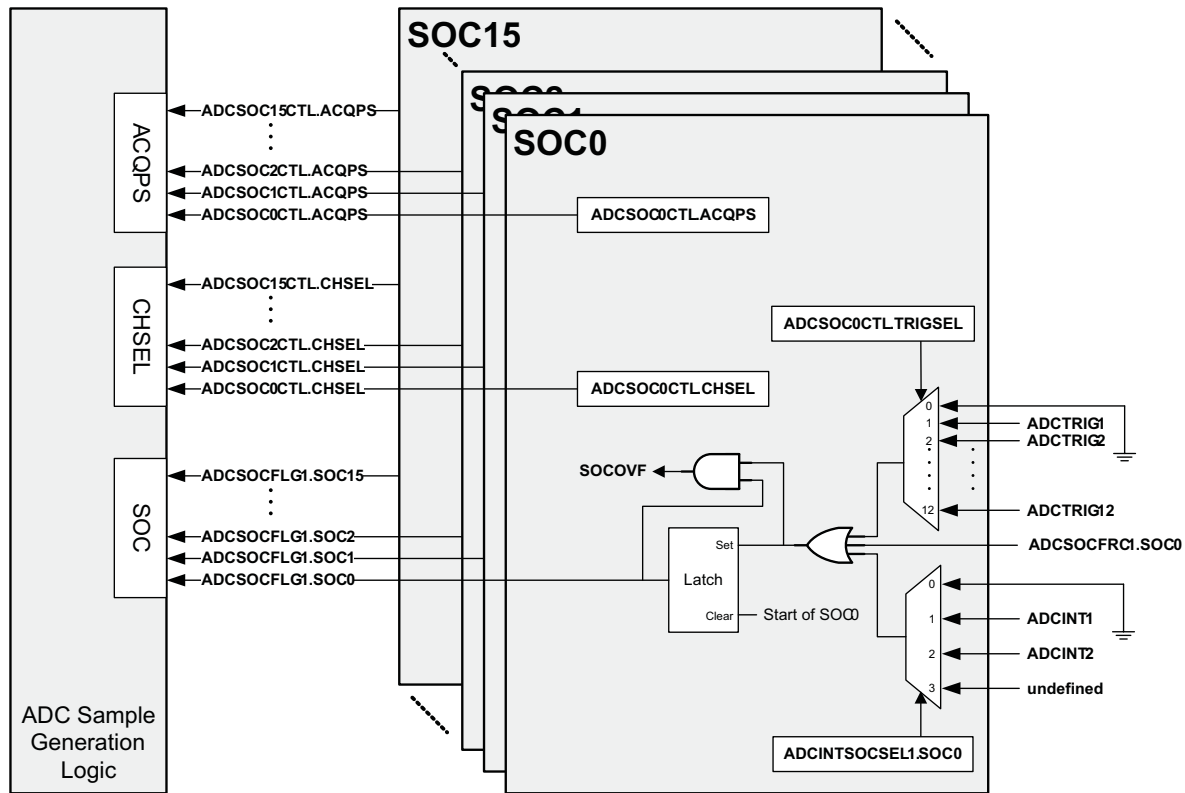 SOC15
SOC2
SOC1
SOC0
ACQPS
ADCSOC15CTL.ACQPS
ADCSOC2CTL.ACQPS
ADCSOC1CTL.ACQPS
ADCSOC0CTL.ACQPS
ADCSOC0CTL.ACQPS
CHSEL
ADCSOC15CTL.CHSEL
ADCSOC2CTL.CHSEL
ADCSOC1CTL.CHSEL
ADCSOC0CTL.CHSEL
ADCSOC0CTL.CHSEL
ADCSOC0CTL.TRIGSEL
0
1
2
12
ADCTRIG1
ADCTRIG2
ADCTRIG12
SOC
ADCSOCFLG1.SOC15
ADCSOCFLG1.SOC2
ADCSOCFLG1.SOC1
ADCSOCFLG1.SOC0
SOCOVF
Set
Latch
Clear
Start of SOC0
ADCSOCFRC1.SOC0
0
1
2
3
ADCINT1
ADCINT2
undefined
ADCINTSOCSEL1.SOC0
ADC Sample
Generation
Logic